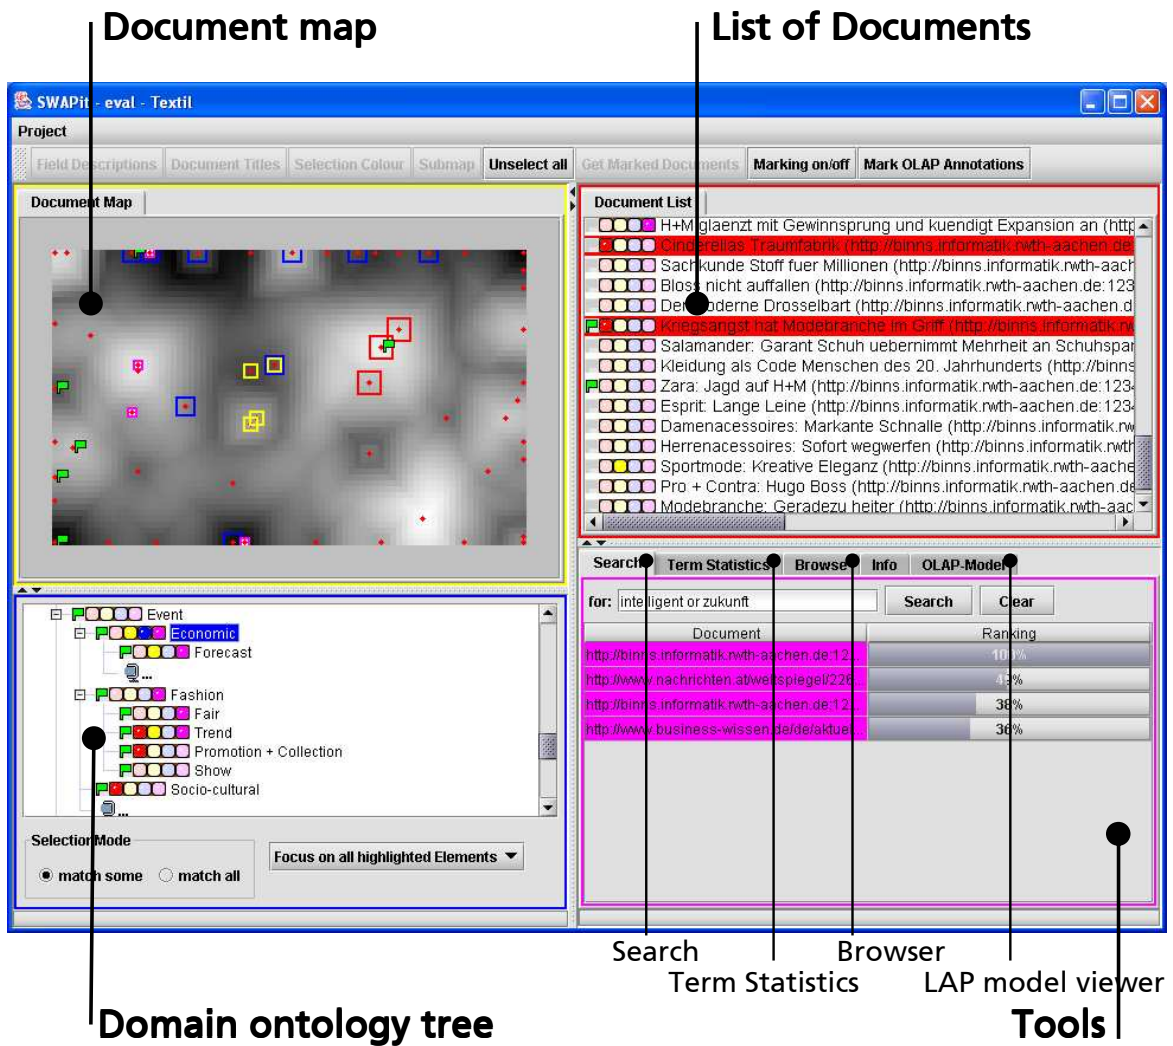 Document map
List of Documents
SWAPit - eval - Textil
Project
Field Descriptions
Document Titles
Selection Colour
Submap
Unselect all
Get Marked Documents
Marking on/off
Mark OLAP Annotations
Document Map
Document List
H+M glaenzt mit Gewinnsprung und kuendigt Expansion an (http
Cinderellas Traumfabrik (http://binns.informatik.rwth-aachen.de:
Sachkunde Stoff fuer Millionen (http://binns.informatik.rwth-aach
Bloss nicht auffallen (http://binns.informatik.rwth-aachen.de:123
Der moderne Drosselbart (http://binns.informatik.rwth-aachen.d
Kriegsangst hat Modebranche im Griff (http://binns.informatik.rw
Salamander: Garant Schuh uebernimmt Mehrheit an Schuhspar
Kleidung als Code Menschen des 20. Jahrhunderts (http://binns
Zara: Jagd auf H+M (http://binns.informatik.rwth-aachen.de:1234
Esprit: Lange Leine (http://binns.informatik.rwth-aachen.de:1234
Damenacessoires: Markante Schnalle (http://binns.informatik.rw
Herrenacessoires: Sofort wegwerfen (http://binns.informatik.rwth
Sportmode: Kreative Eleganz (http://binns.informatik.rwth-aache
Pro + Contra: Hugo Boss (http://binns.informatik.rwth-aachen.de
Modebranche: Geradezu heiter (http://binns.informatik.rwth-aac
Search
Term Statistics
Browse
Info
OLAP-Model
for: intelligent or zukunft
Search
Clear
Document
Ranking
http://binns.informatik.rwth-aachen.de:12...
100%
http://www.nachrichten.at/weltspiegel/226...
http://binns.informatik.rwth-aachen.de:12...
38%
http://www.business-wissen.de/de/aktuel...
36%
Event
Economic
Forecast
...
Fashion
Fair
Trend
Promotion + Collection
Show
Socio-cultural
...
Selection Mode
match some
match all
Focus on all highlighted Elements
Search
Browser
Term Statistics
LAP model viewer
Domain ontology tree
Tools